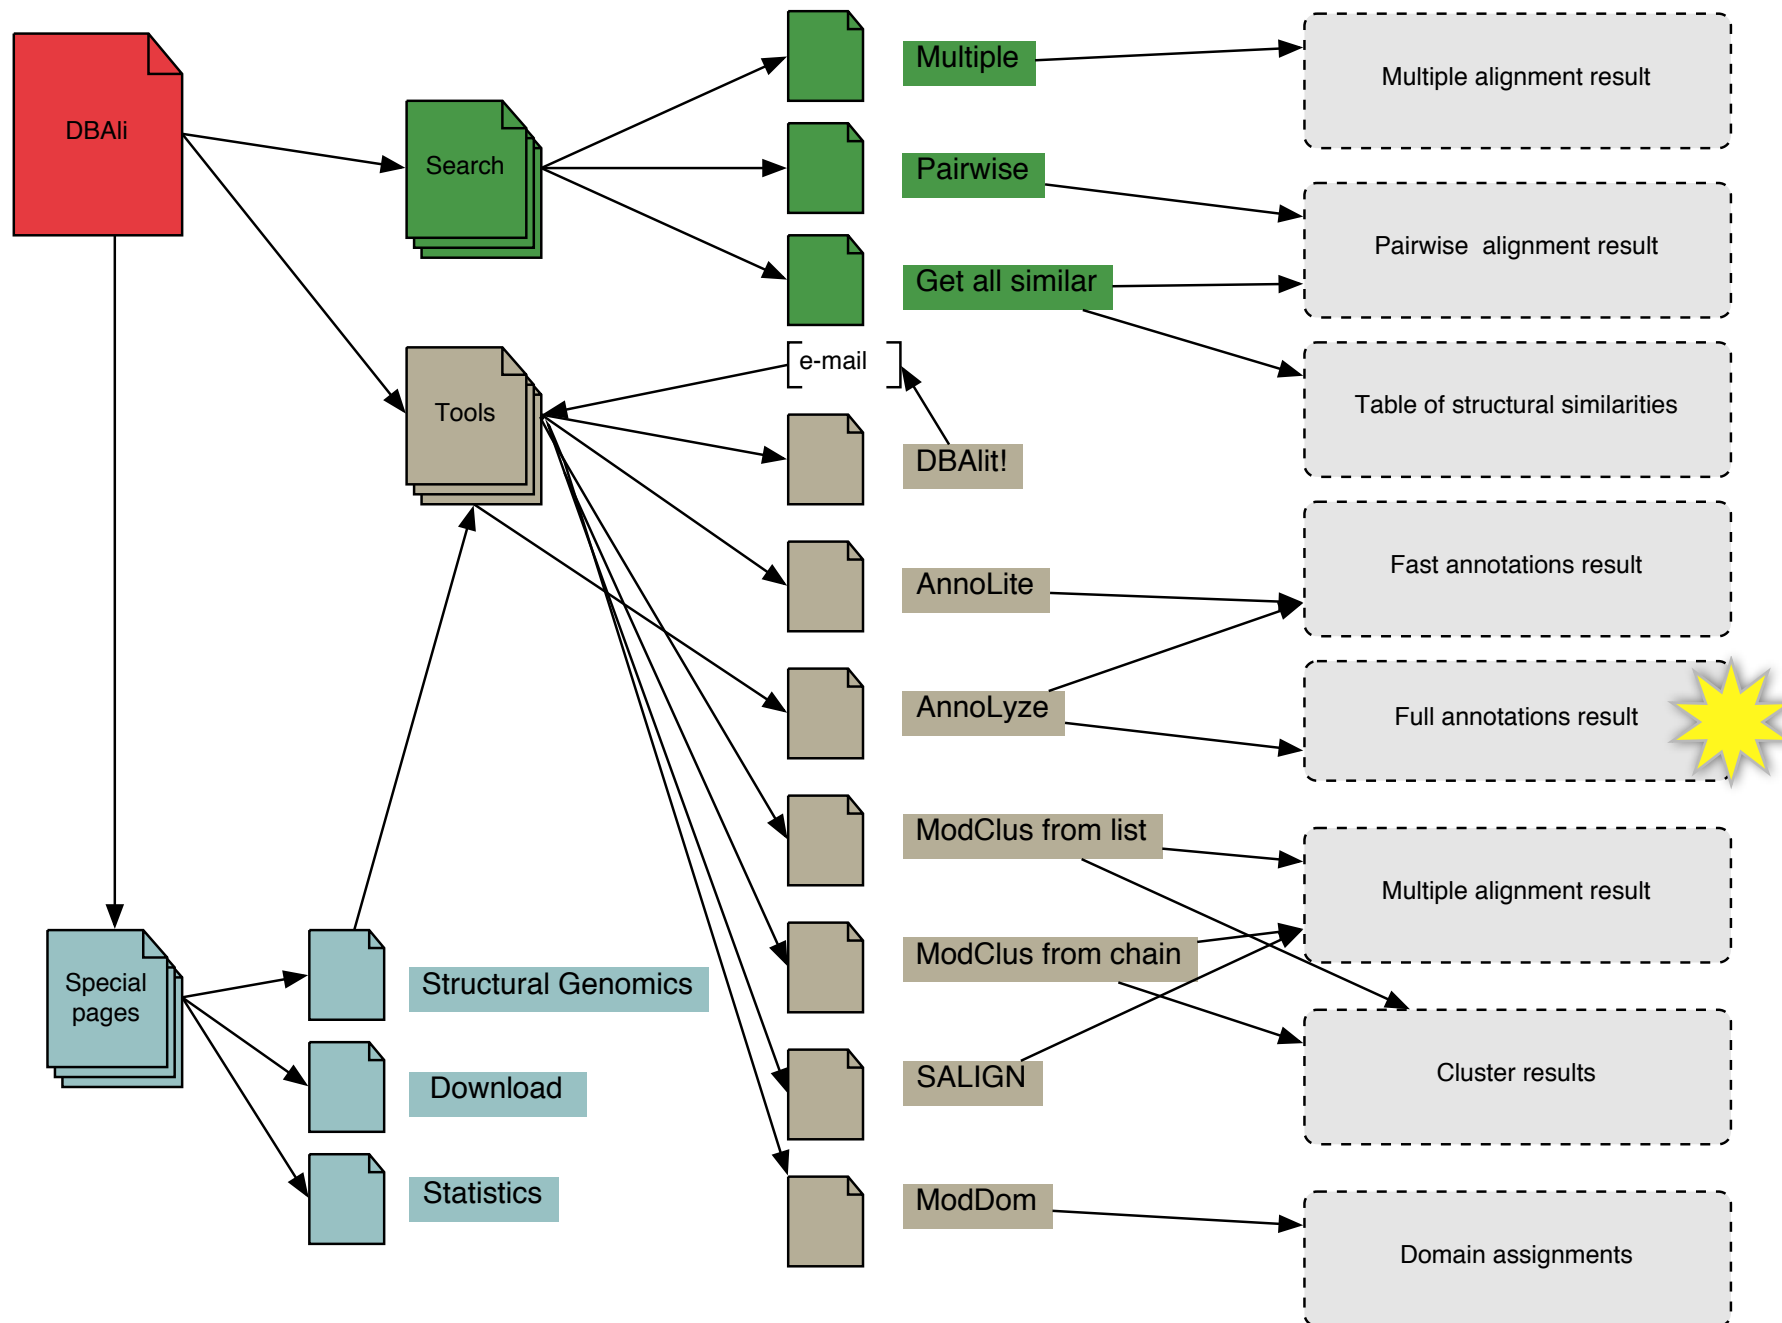 DBAli
Search
Multiple
Multiple alignment result
Pairwise
Pairwise  alignment result
Get all similar
e-mail
Table of structural similarities
Tools
DBAlit!
Fast annotations result
AnnoLite
AnnoLyze
Full annotations result
ModClus from list
Multiple alignment result
ModClus from chain
Special
pages
Structural Genomics
SALIGN
Cluster results
Download
Statistics
ModDom
Domain assignments